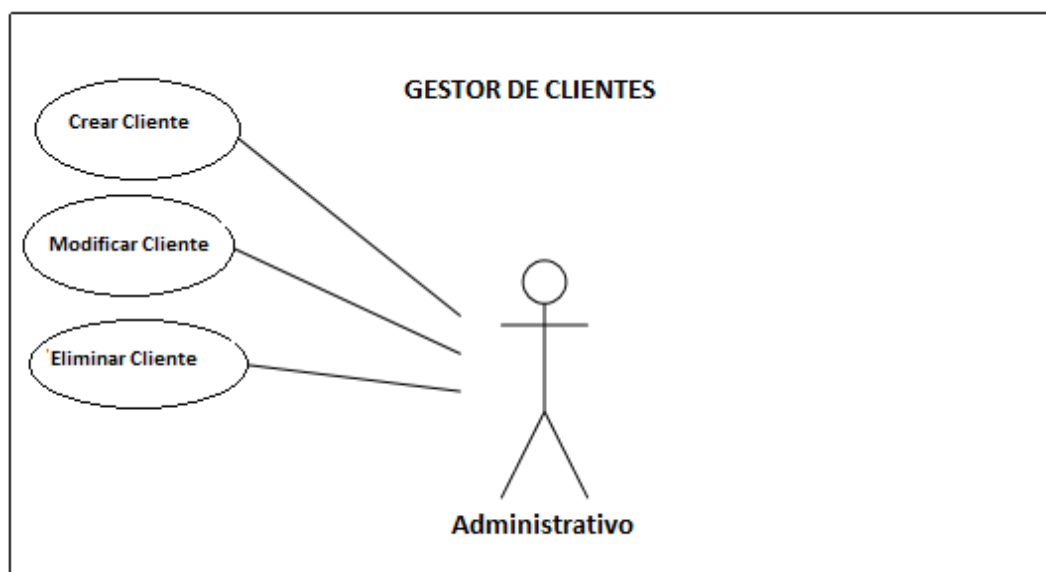 GESTOR DE CLIENTES
Crear Cliente
Modificar Cliente
Eliminar Cliente
Administrativo